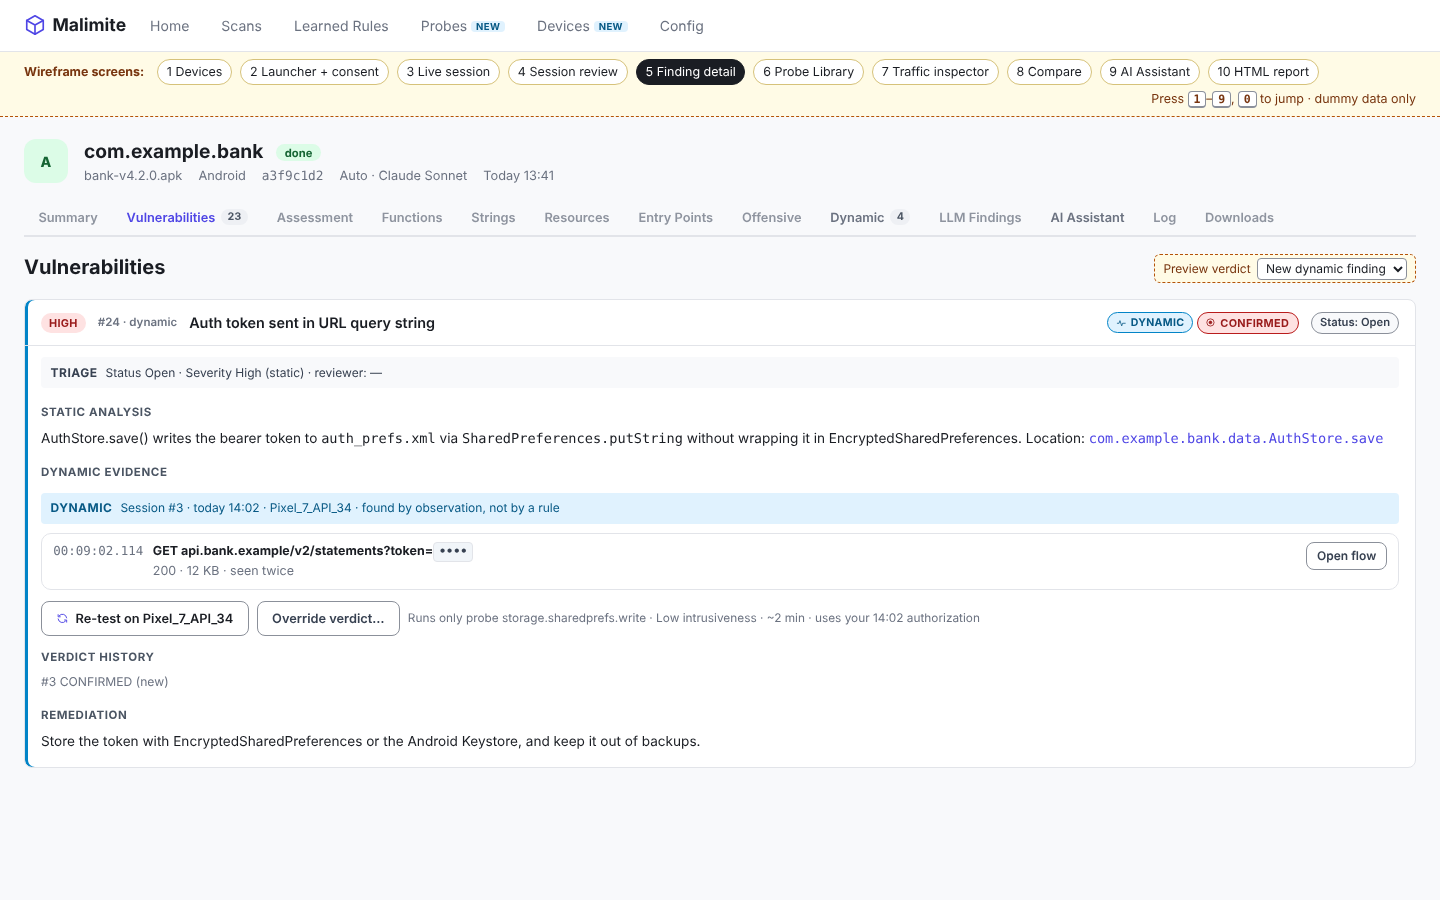 Malimite Home Scans Learned Rules Probes NEW Devices NEW Config
Wireframe screens: 1 Devices 2 Launcher + consent 3 Live session 4 Session review 5 Finding detail 6 Probe Library 7 Traffic inspector 8 Compare 9 AI Assistant 10 HTML report
Press 1–9, 0 to jump · dummy data only
A
com.example.bank done
bank-v4.2.0.apk Android a3f9c1d2 Auto · Claude Sonnet Today 13:41
Summary Vulnerabilities 23 Assessment Functions Strings Resources Entry Points Offensive Dynamic 4 LLM Findings AI Assistant Log Downloads
Vulnerabilities
Preview verdict New dynamic finding
HIGH #24 · dynamic Auth token sent in URL query string DYNAMIC CONFIRMED Status: Open
TRIAGE Status Open · Severity High (static) · reviewer: —
STATIC ANALYSIS
AuthStore.save() writes the bearer token to auth_prefs.xml via SharedPreferences.putString without wrapping it in EncryptedSharedPreferences. Location: com.example.bank.data.AuthStore.save
DYNAMIC EVIDENCE
DYNAMIC Session #3 · today 14:02 · Pixel_7_API_34 · found by observation, not by a rule
00:09:02.114 GET api.bank.example/v2/statements?token=•••• Open flow
200 · 12 KB · seen twice
Re-test on Pixel_7_API_34 Override verdict... Runs only probe storage.sharedprefs.write · Low intrusiveness · ~2 min · uses your 14:02 authorization
VERDICT HISTORY
#3 CONFIRMED (new)
REMEDIATION
Store the token with EncryptedSharedPreferences or the Android Keystore, and keep it out of backups.